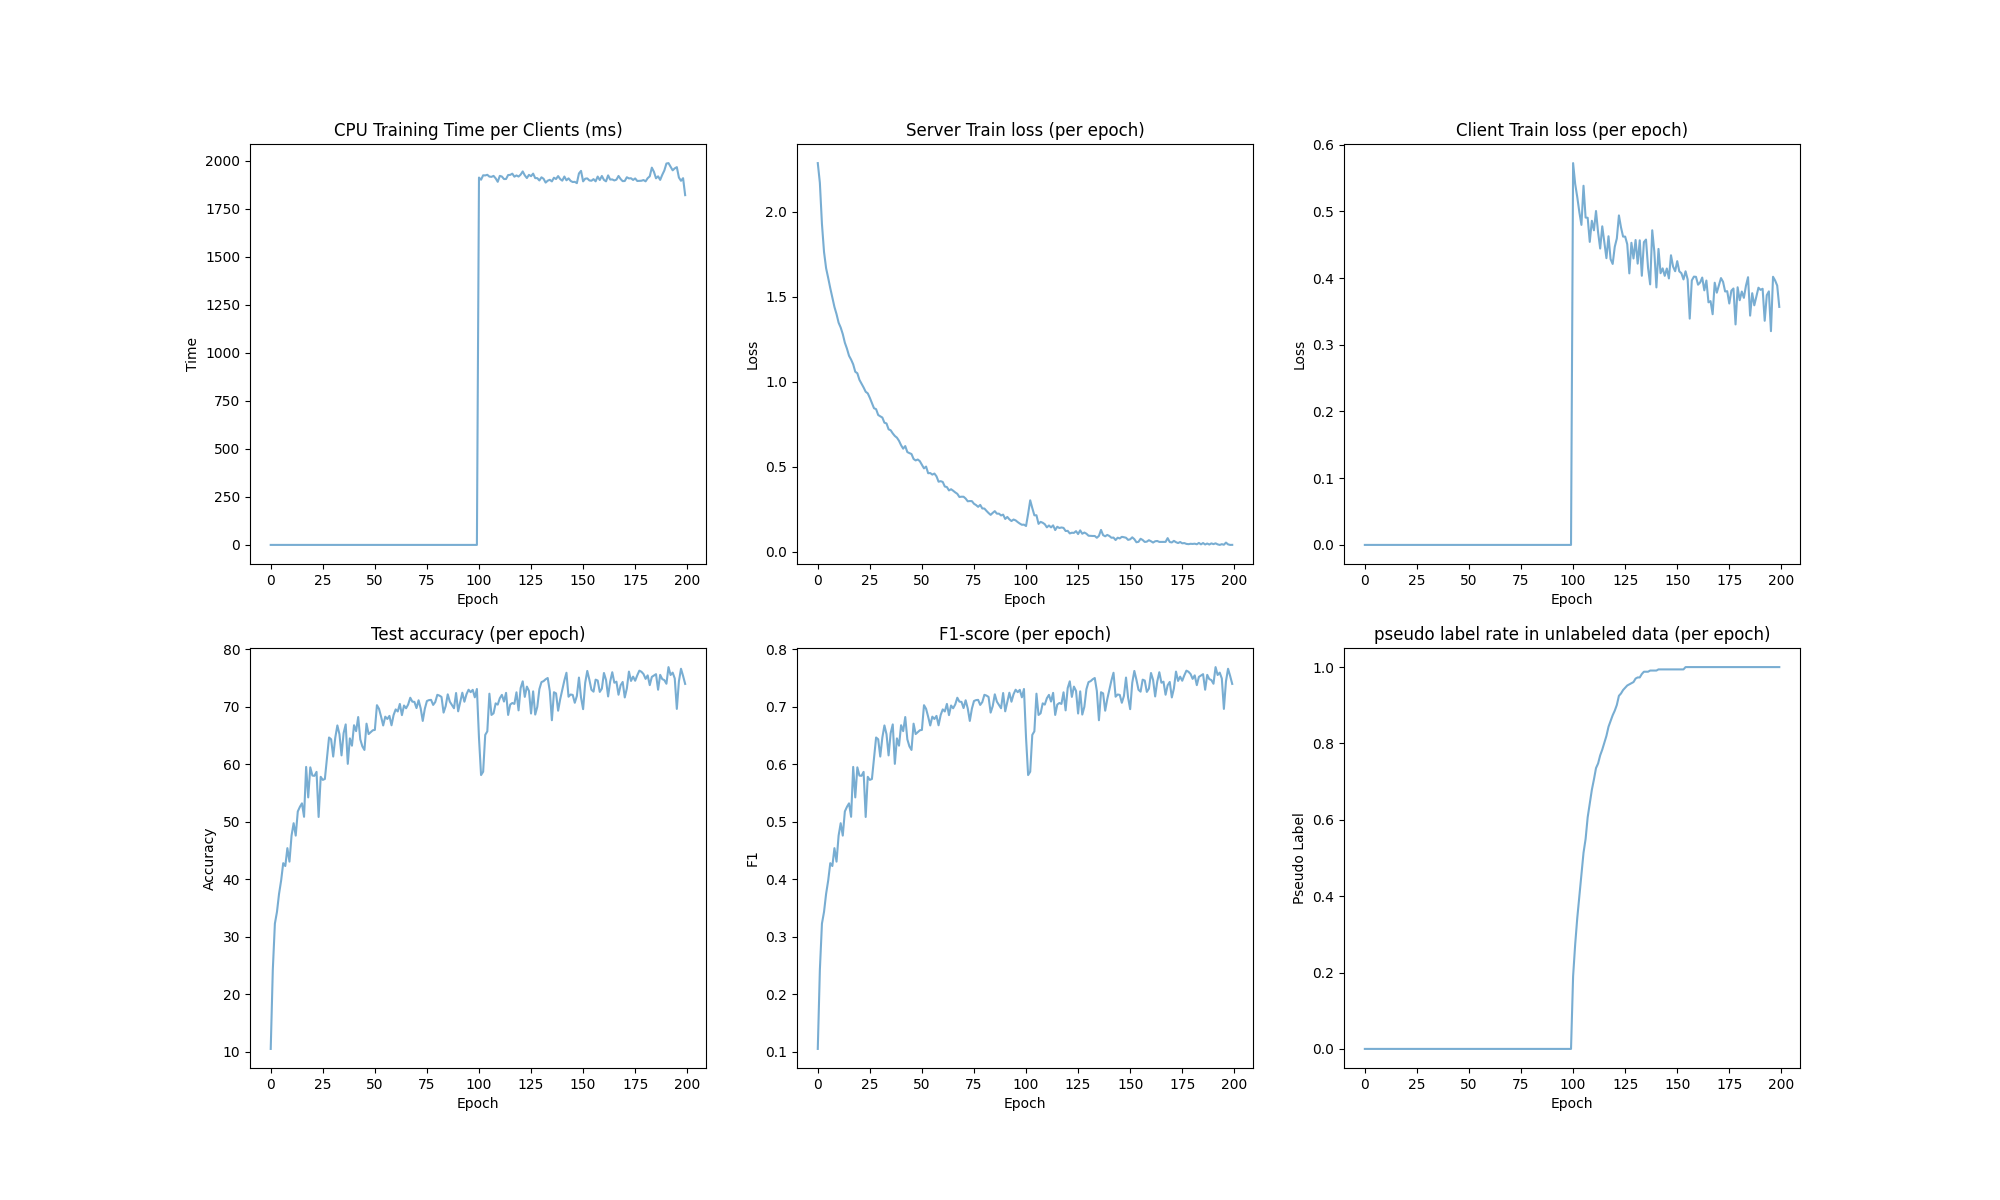 CPU Training Time per Clients (ms)
Time
2000
1750
1500
1250
1000
750
500
250
0
0 25 50 75 100 125 150 175 200
Epoch
Server Train loss (per epoch)
Loss
2.0
1.5
1.0
0.5
0.0
0 25 50 75 100 125 150 175 200
Epoch
Client Train loss (per epoch)
Loss
0.6
0.5
0.4
0.3
0.2
0.1
0.0
0 25 50 75 100 125 150 175 200
Epoch
Test accuracy (per epoch)
Accuracy
80
70
60
50
40
30
20
10
0 25 50 75 100 125 150 175 200
Epoch
F1-score (per epoch)
F1
0.8
0.7
0.6
0.5
0.4
0.3
0.2
0.1
0 25 50 75 100 125 150 175 200
Epoch
pseudo label rate in unlabeled data (per epoch)
Pseudo Label
1.0
0.8
0.6
0.4
0.2
0.0
0 25 50 75 100 125 150 175 200
Epoch